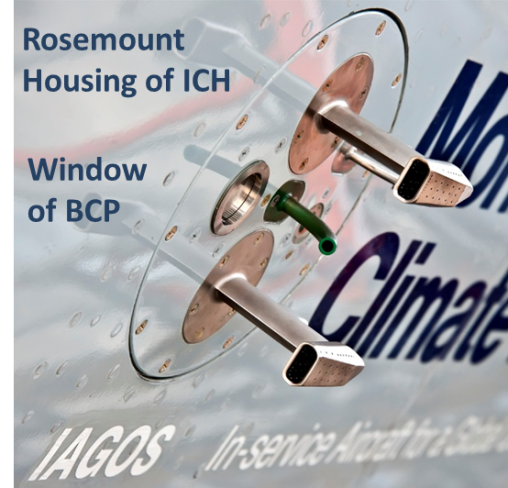 Rosemount
Housing of ICH
Window
of BCP
Climate
IAGOS
In-service Aircraft for a Global